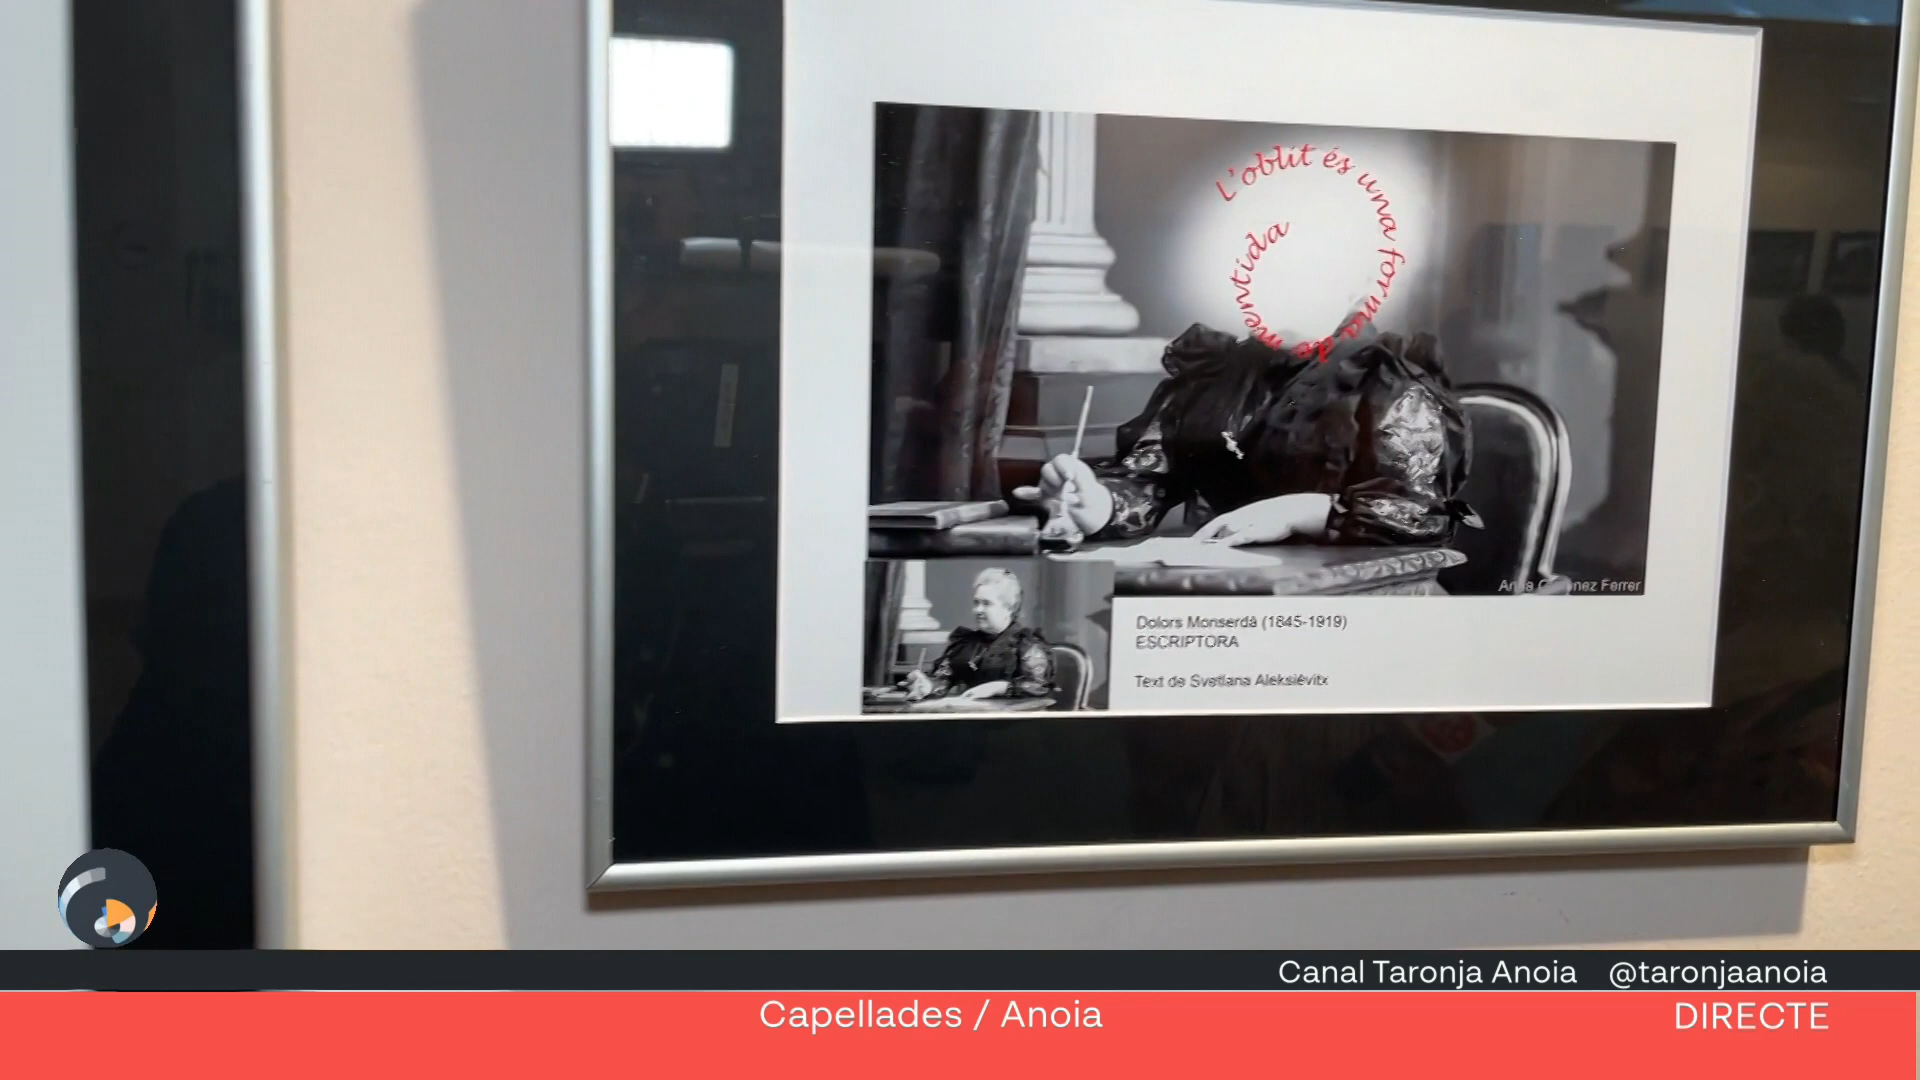 L'oblit és una forma de mentida
Ferrer
Dolors Monserdà (1845-1919)
ESCRIPTORA
Text de Svetlana Aleksiévitx
Canal Taronja Anoia @taronjaanoia
Capellades / Anoia
DIRECTE